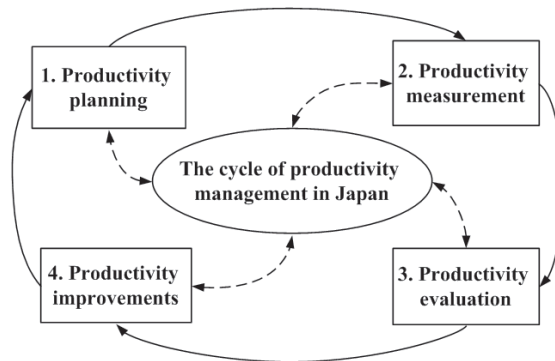 1. Productivity
planning
2. Productivity
measurement
The cycle of productivity
management in Japan
4. Productivity
improvements
3. Productivity
evaluation